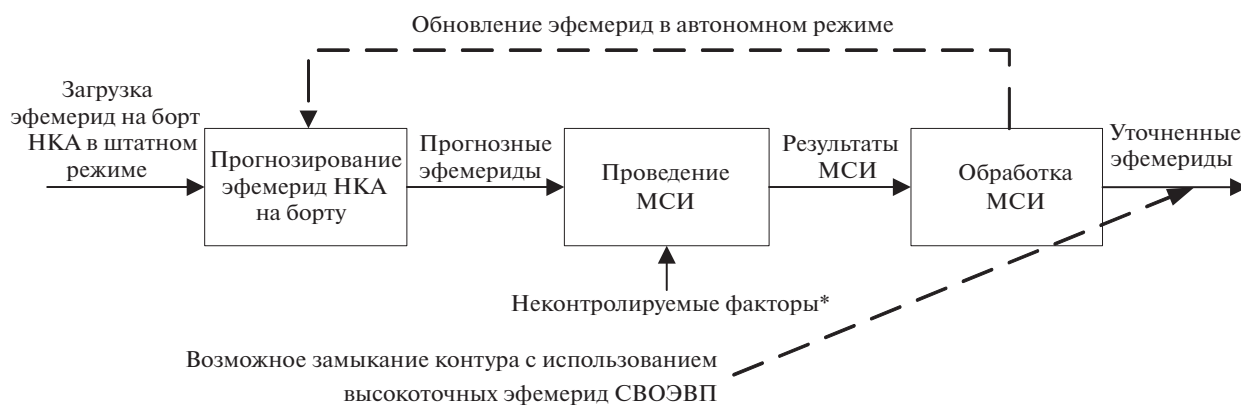 Обновление эфемерид в автономном режиме
Загрузка
эфемерид на борт
НКА в штатном
режиме
Прогнозирование
эфемерид НКА
на борту
Прогнозные
эфемериды
Проведение
МСИ
Результаты
МСИ
Обработка
МСИ
Уточненные
эфемериды
Неконтролируемые факторы*
Возможное замыкание контура с использованием
высокоточных эфемерид СВОЭВП